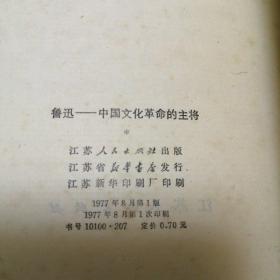 鲁迅——中国文化革命的主将
江苏人民出版社出版
江苏省新华书店发行
江苏新华印刷厂印刷
1977年8月第1版
1977年8月第1次印刷
书号10100·207 定价0.70元